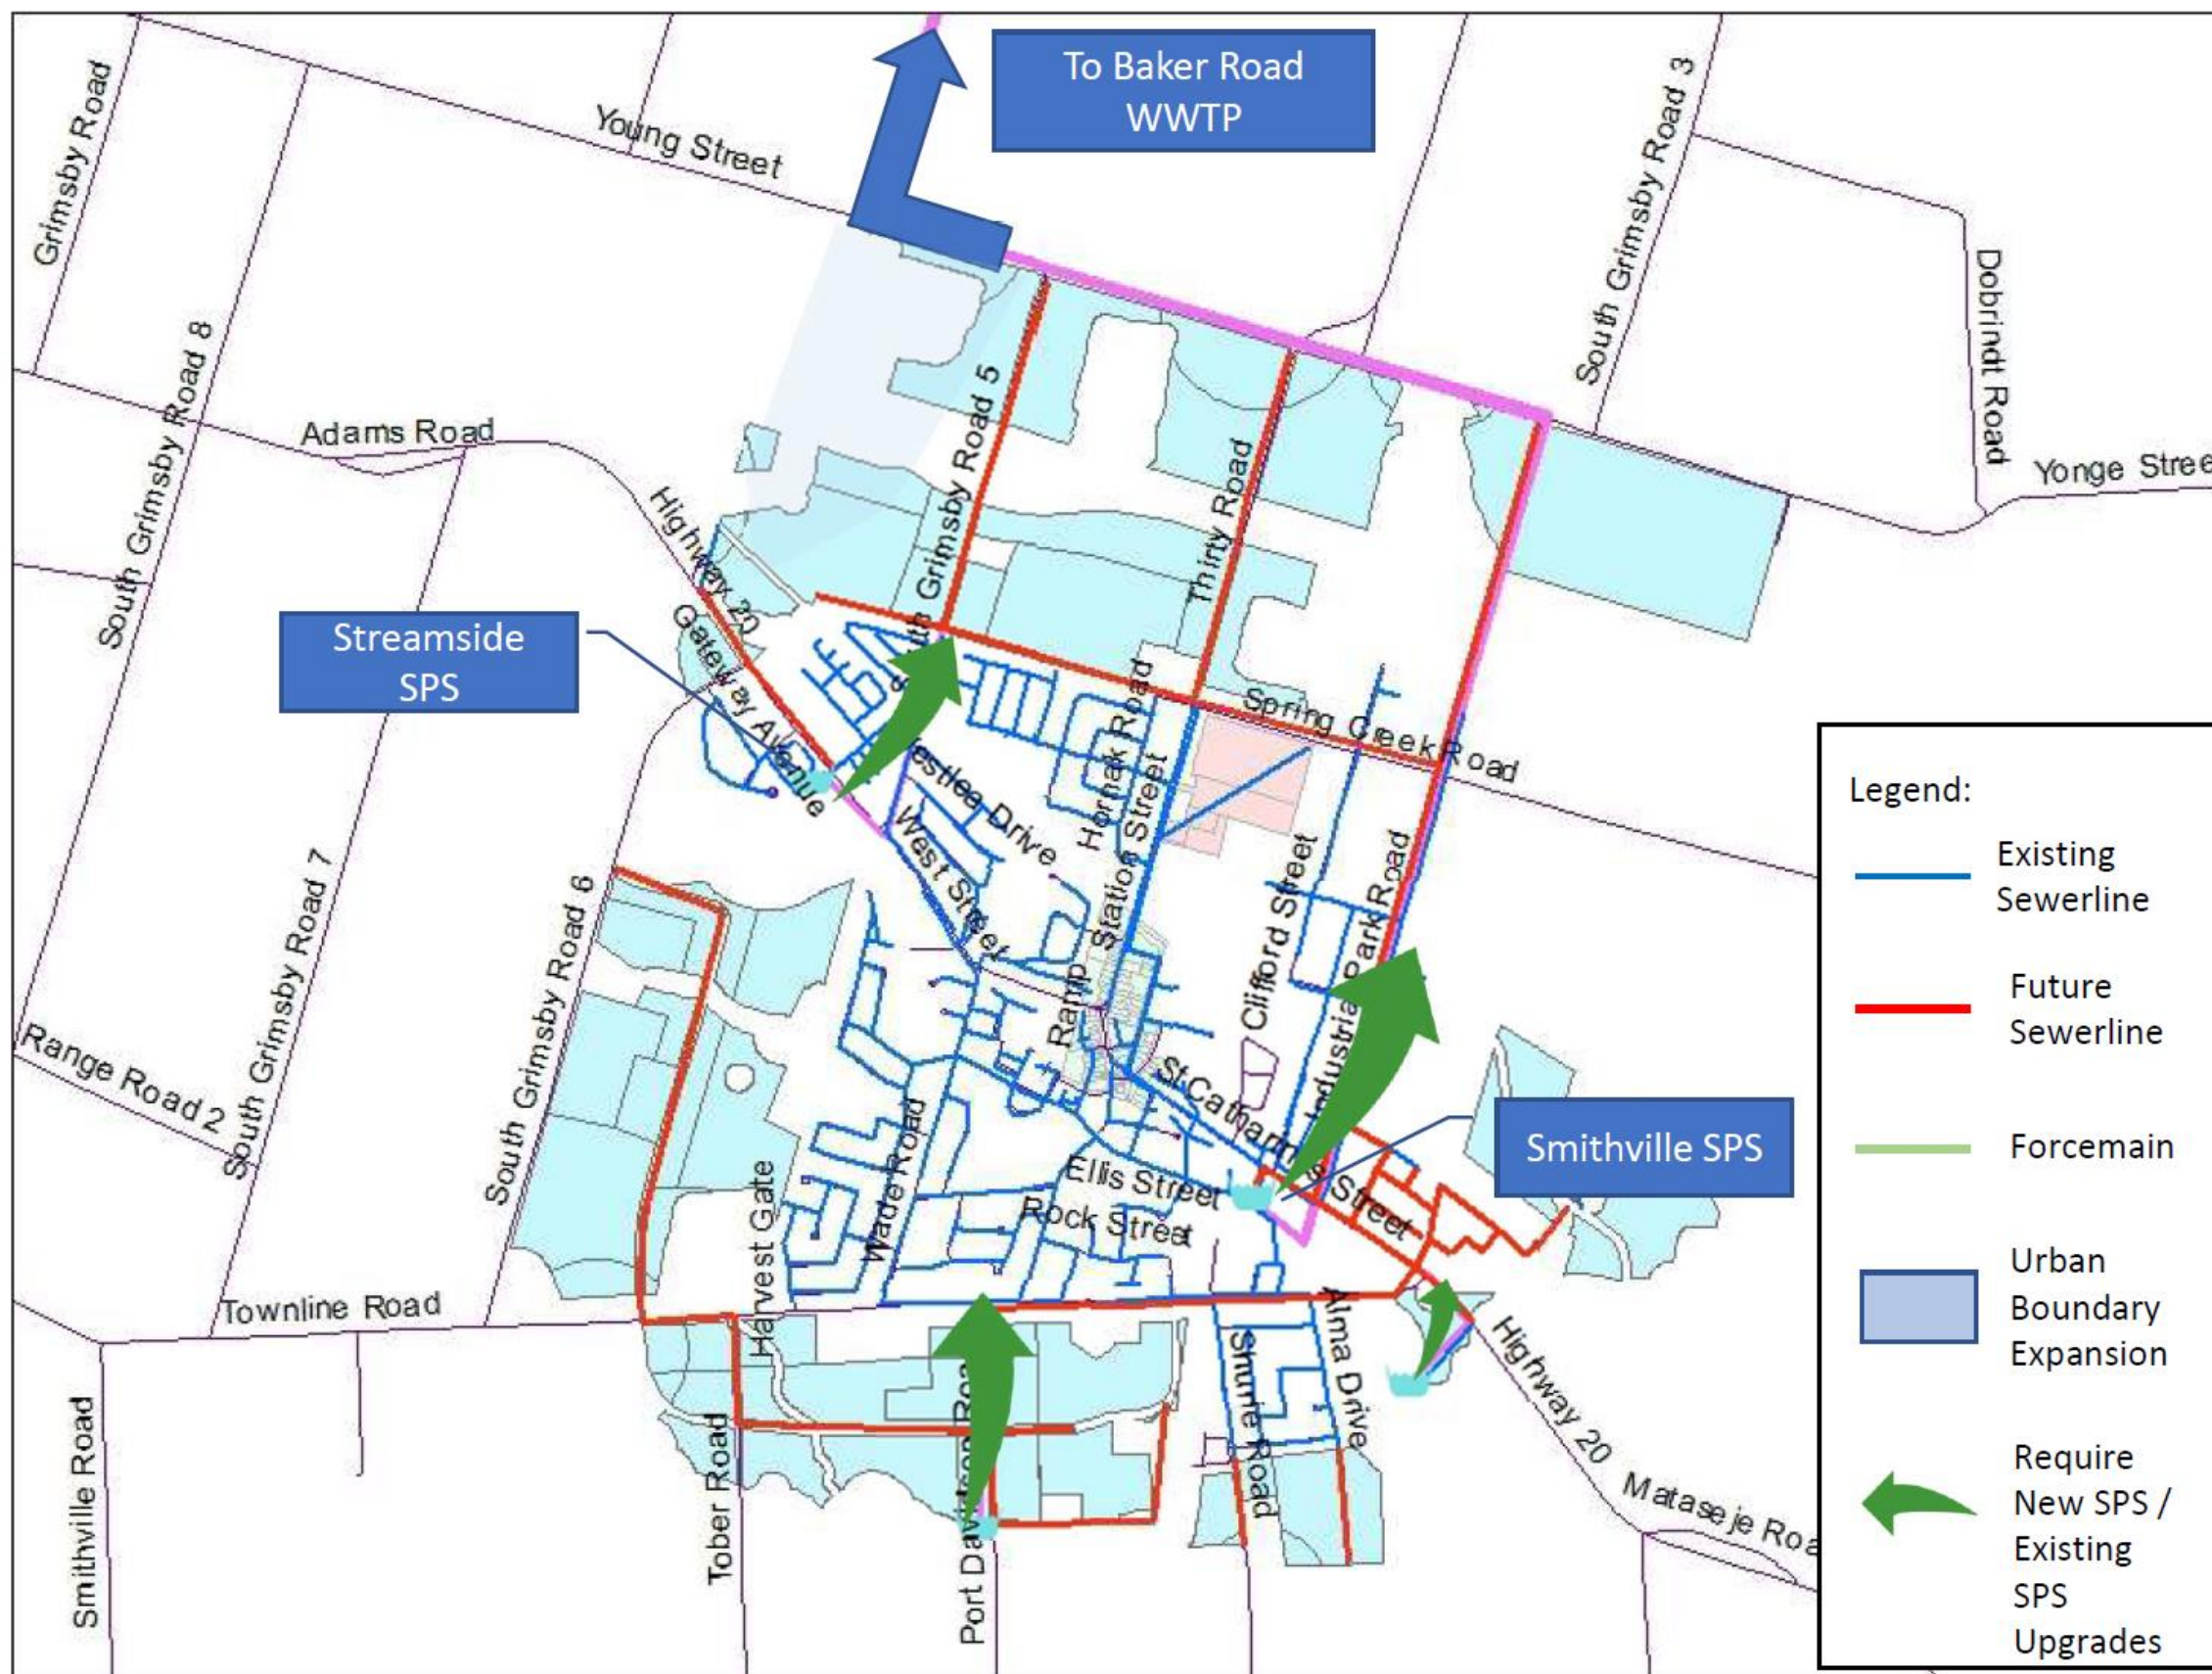 To Baker Road
WWTP
Grimsby Road
Young Street
South Grimsby Road 3
Dobrindt Road
Yonge Stree
South Grimsby Road 8
Adams Road
Highway 20
South Grimsby Road 5
Thirty Road
Gateway Avenue
Streamside
SPS
Spring Creek Road
Hornak Road
Station Street
estlea Drive
West Street
Clifford Street
Industrial Park Road
Ramp
South Grimsby Road 7
South Grimsby Road 6
Range Road 2
St Catharines Street
Smithville SPS
Ellis Street
Rock Street
Wade Road
Harvest Gate
Townline Road
Shurie Road
Alma Drive
Highway 20
Mataseje Roa
Smithville Road
Tober Road
Port Davidson Road
Legend:
Existing
Sewerline
Future
Sewerline
Forcemain
Urban
Boundary
Expansion
Require
New SPS /
Existing
SPS
Upgrades